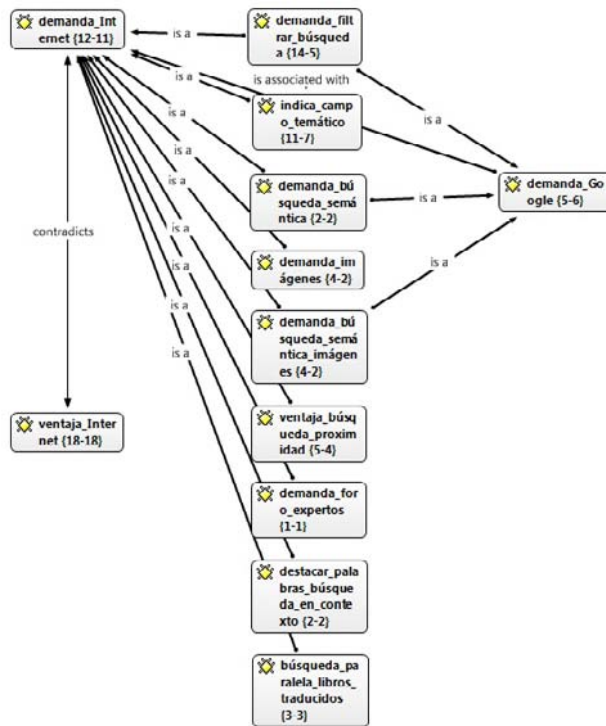 demanda_Int
ernet {12-11}
is a
demanda_filt
rar_búsqued
a {14-5}
is associated with
is a
indica_camp
o_temático
{11-7}
is a
is a
demanda_bú
squeda_semá
ntica {2-2}
is a
demanda_Go
ogle {5-6}
is a
contradicts
is a
demanda_im
ágenes {4-2}
is a
is a
demanda_bú
squeda_semá
ntica_imágen
es {4-2}
is a
is a
ventaja_Inter
net {18-18}
ventaja_búsq
ueda_proxim
idad {5-4}
demanda_for
o_expertos
{1-1}
destacar_pala
bras_búsque
da_en_conte
xto {2-2}
búsqueda_pa
ralela_libros_
traducidos
{3-3}